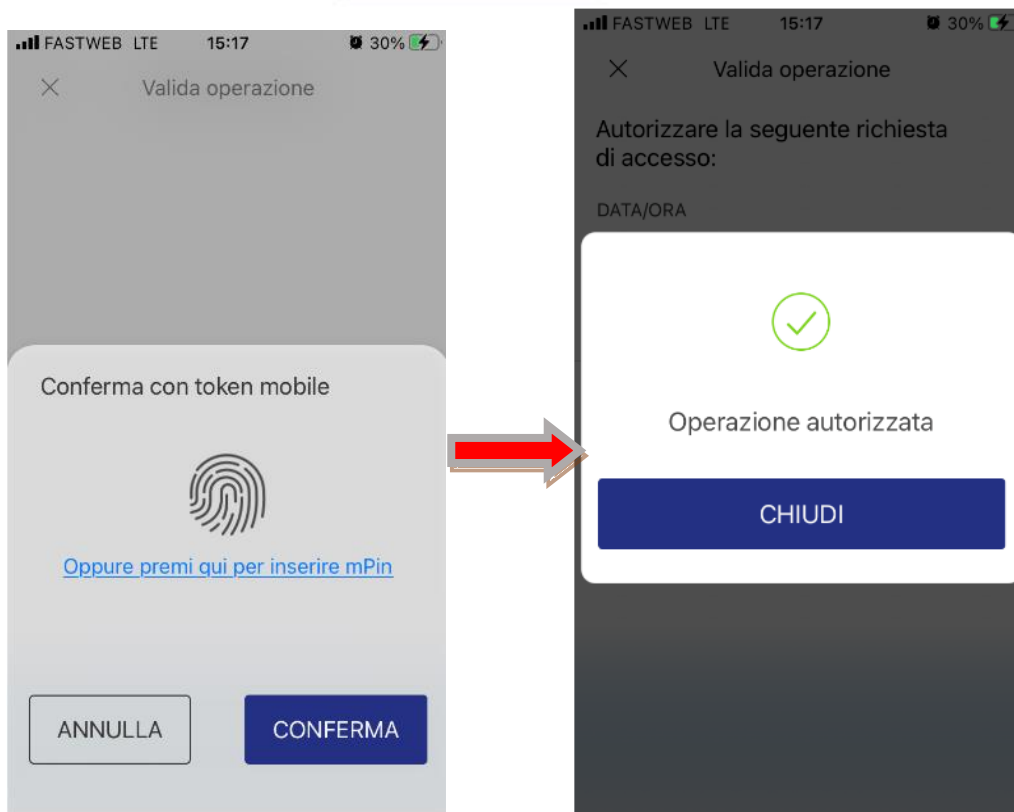 FASTWEB LTE 15:17 30%
Valida operazione
Conferma con token mobile
Oppure premi qui per inserire mPin
ANNULLA
CONFERMA
FASTWEB LTE 15:17 30%
Valida operazione
Autorizzare la seguente richiesta
di accesso:
DATA/ORA
Operazione autorizzata
CHIUDI